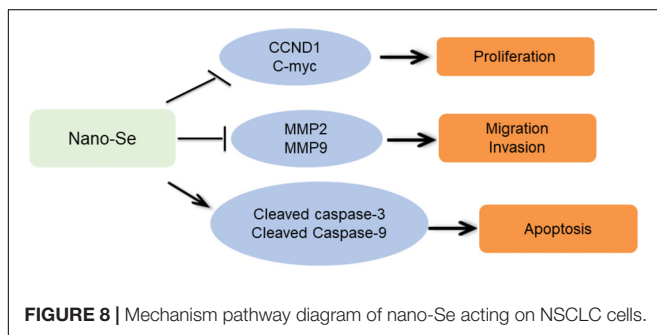 CCND1
C-myc
Proliferation
Nano-Se
MMP2
MMP9
Migration
Invasion
Cleaved caspase-3
Cleaved Caspase-9
Apoptosis
FIGURE 8 | Mechanism pathway diagram of nano-Se acting on NSCLC cells.